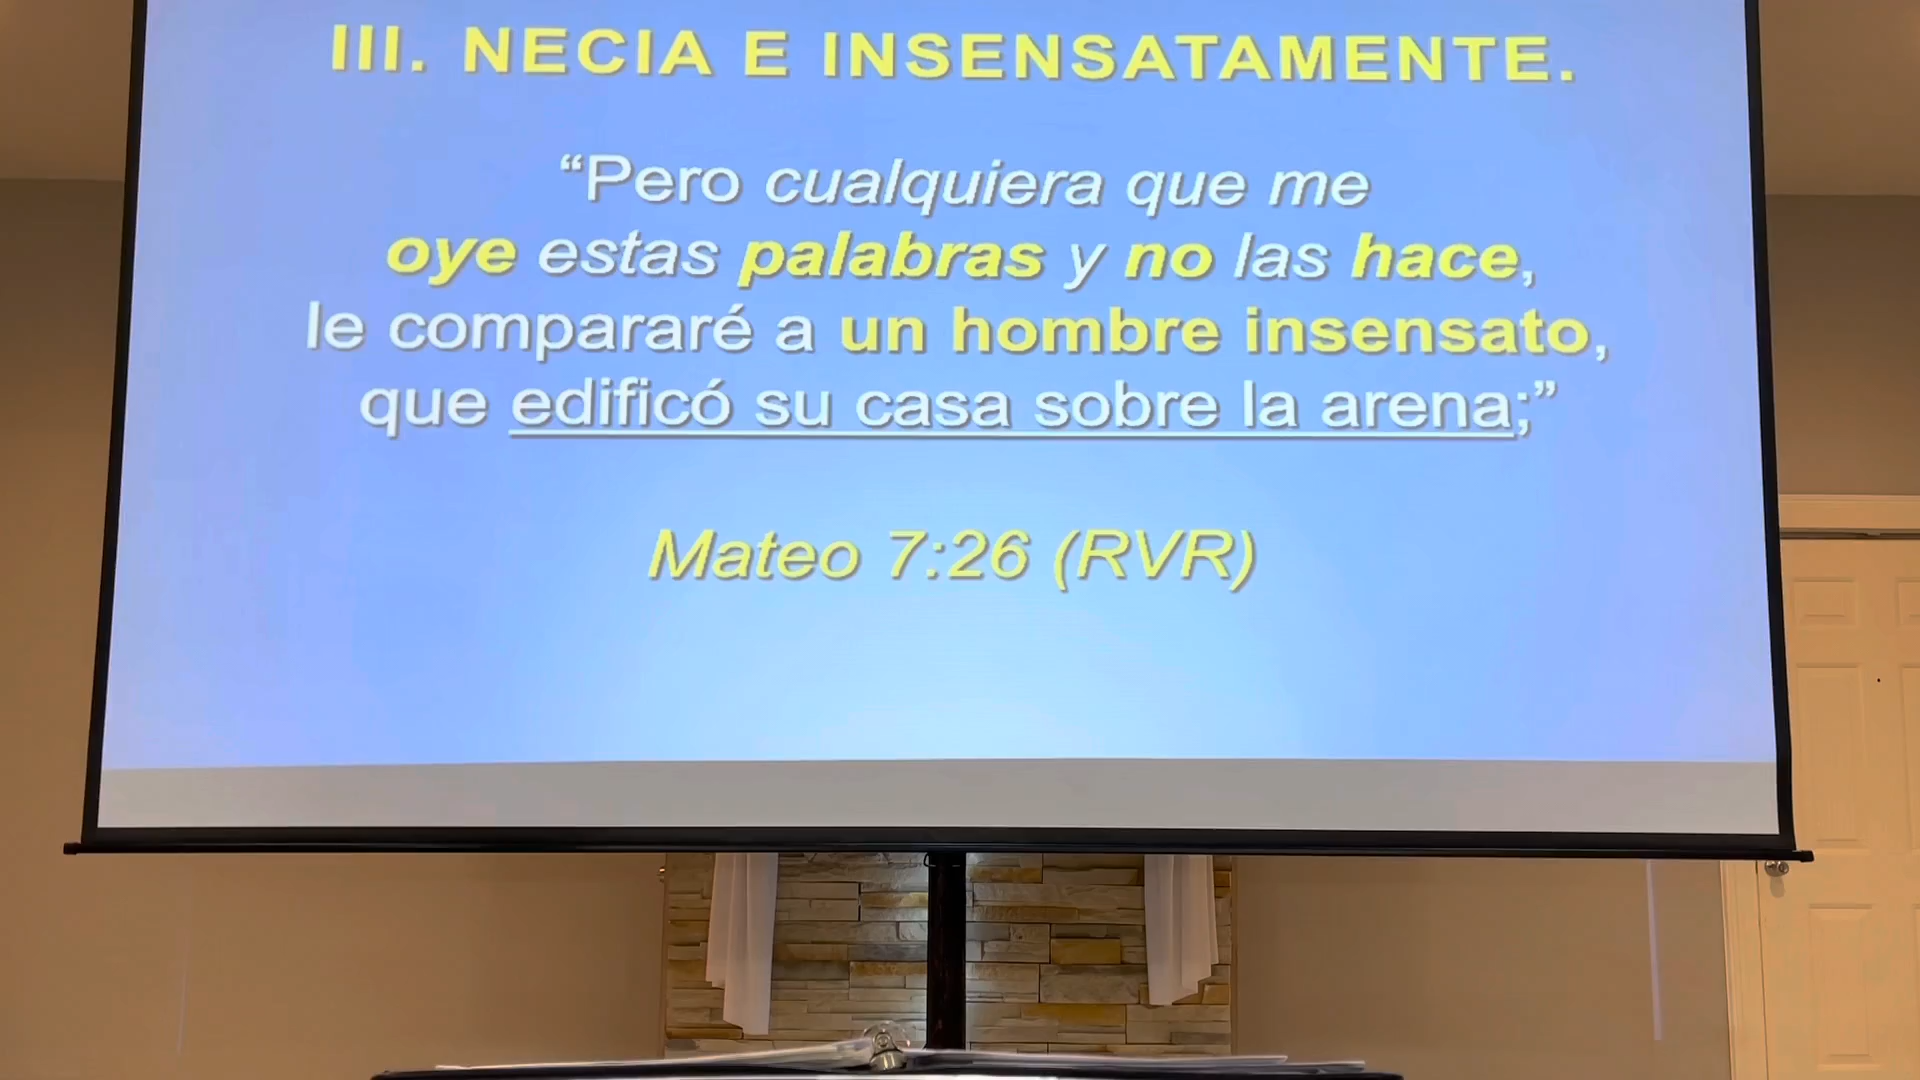 III. NECIA E INSENSATAMENTE.
“Pero cualquiera que me
oye estas palabras y no las hace,
le compararé a un hombre insensato,
que edificó su casa sobre la arena;”
Mateo 7:26 (RVR)